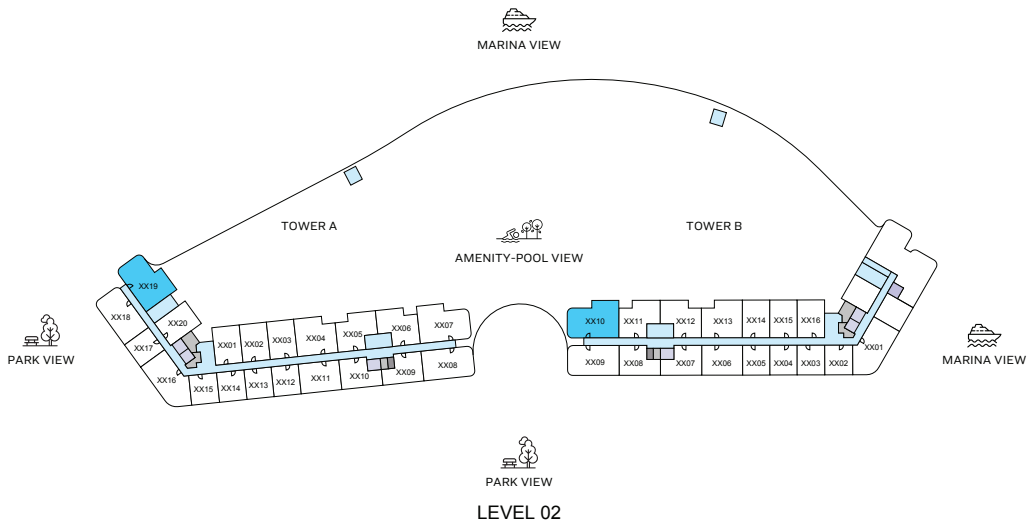 MARINA VIEW
TOWER A
TOWER B
AMENITY-POOL VIEW
PARK VIEW
MARINA VIEW
XX19
XX18
XX20
XX17
XX16
XX01
XX02
XX03
XX04
XX05
XX06
XX07
XX15
XX14
XX13
XX12
XX11
XX10
XX09
XX08
XX10
XX11
XX12
XX13
XX14
XX15
XX16
XX01
XX09
XX08
XX07
XX06
XX05
XX04
XX03
XX02
PARK VIEW
LEVEL 02